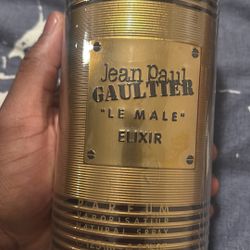 Jean Paul
GAULTIER
"LE MALE"
ELIXIR
PARFUM
VAPORISATEUR
NATURAL SPRAY